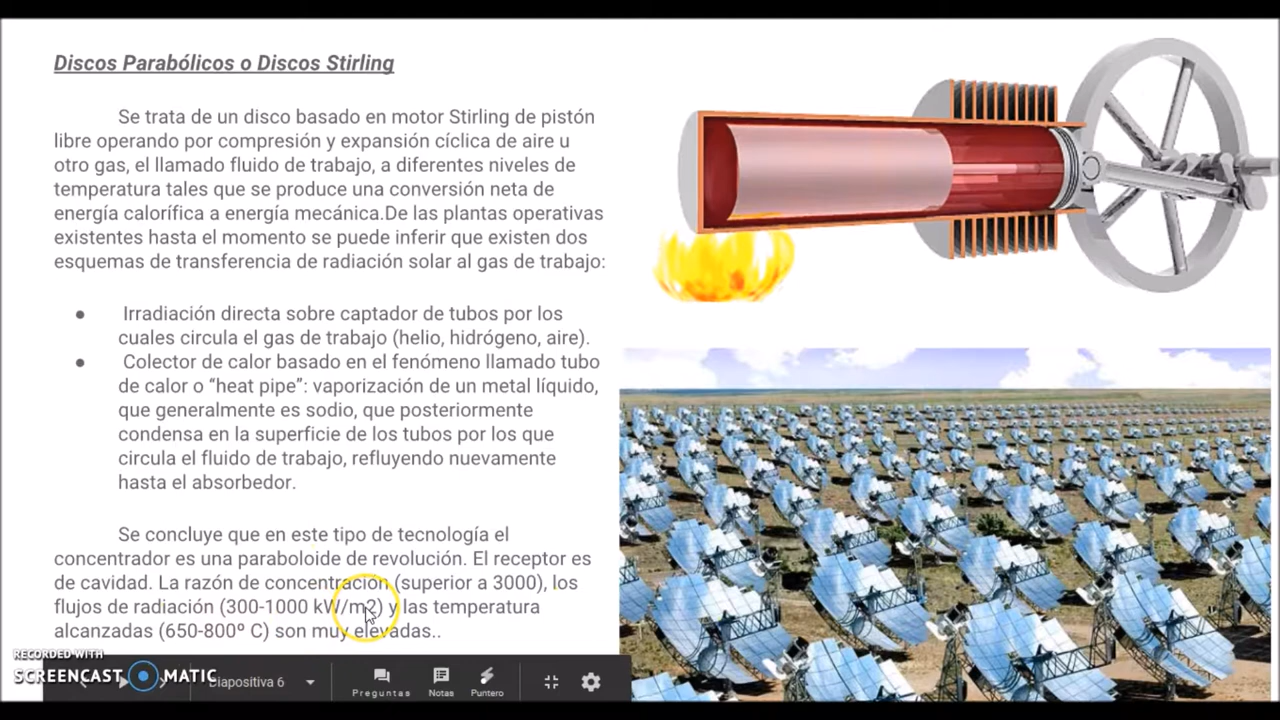 Discos Parabólicos o Discos Stirling
Se trata de un disco basado en motor Stirling de pistón
libre operando por compresión y expansión cíclica de aire u
otro gas, el llamado fluido de trabajo, a diferentes niveles de
temperatura tales que se produce una conversión neta de
energía calorífica a energía mecánica.De las plantas operativas
existentes hasta el momento se puede inferir que existen dos
esquemas de transferencia de radiación solar al gas de trabajo:
● Irradiación directa sobre captador de tubos por los
cuales circula el gas de trabajo (helio, hidrógeno, aire).
● Colector de calor basado en el fenómeno llamado tubo
de calor o “heat pipe”: vaporización de un metal líquido,
que generalmente es sodio, que posteriormente
condensa en la superficie de los tubos por los que
circula el fluido de trabajo, refluyendo nuevamente
hasta el absorbedor.
Se concluye que en este tipo de tecnología el
concentrador es una paraboloide de revolución. El receptor es
de cavidad. La razón de concentración (superior a 3000), los
flujos de radiación (300-1000 kW/m2) y las temperatura
alcanzadas (650-800º C) son muy elevadas..
RECORDED WITH
SCREENCAST MATIC
Diapositiva 6
Preguntas
Notas
Puntero